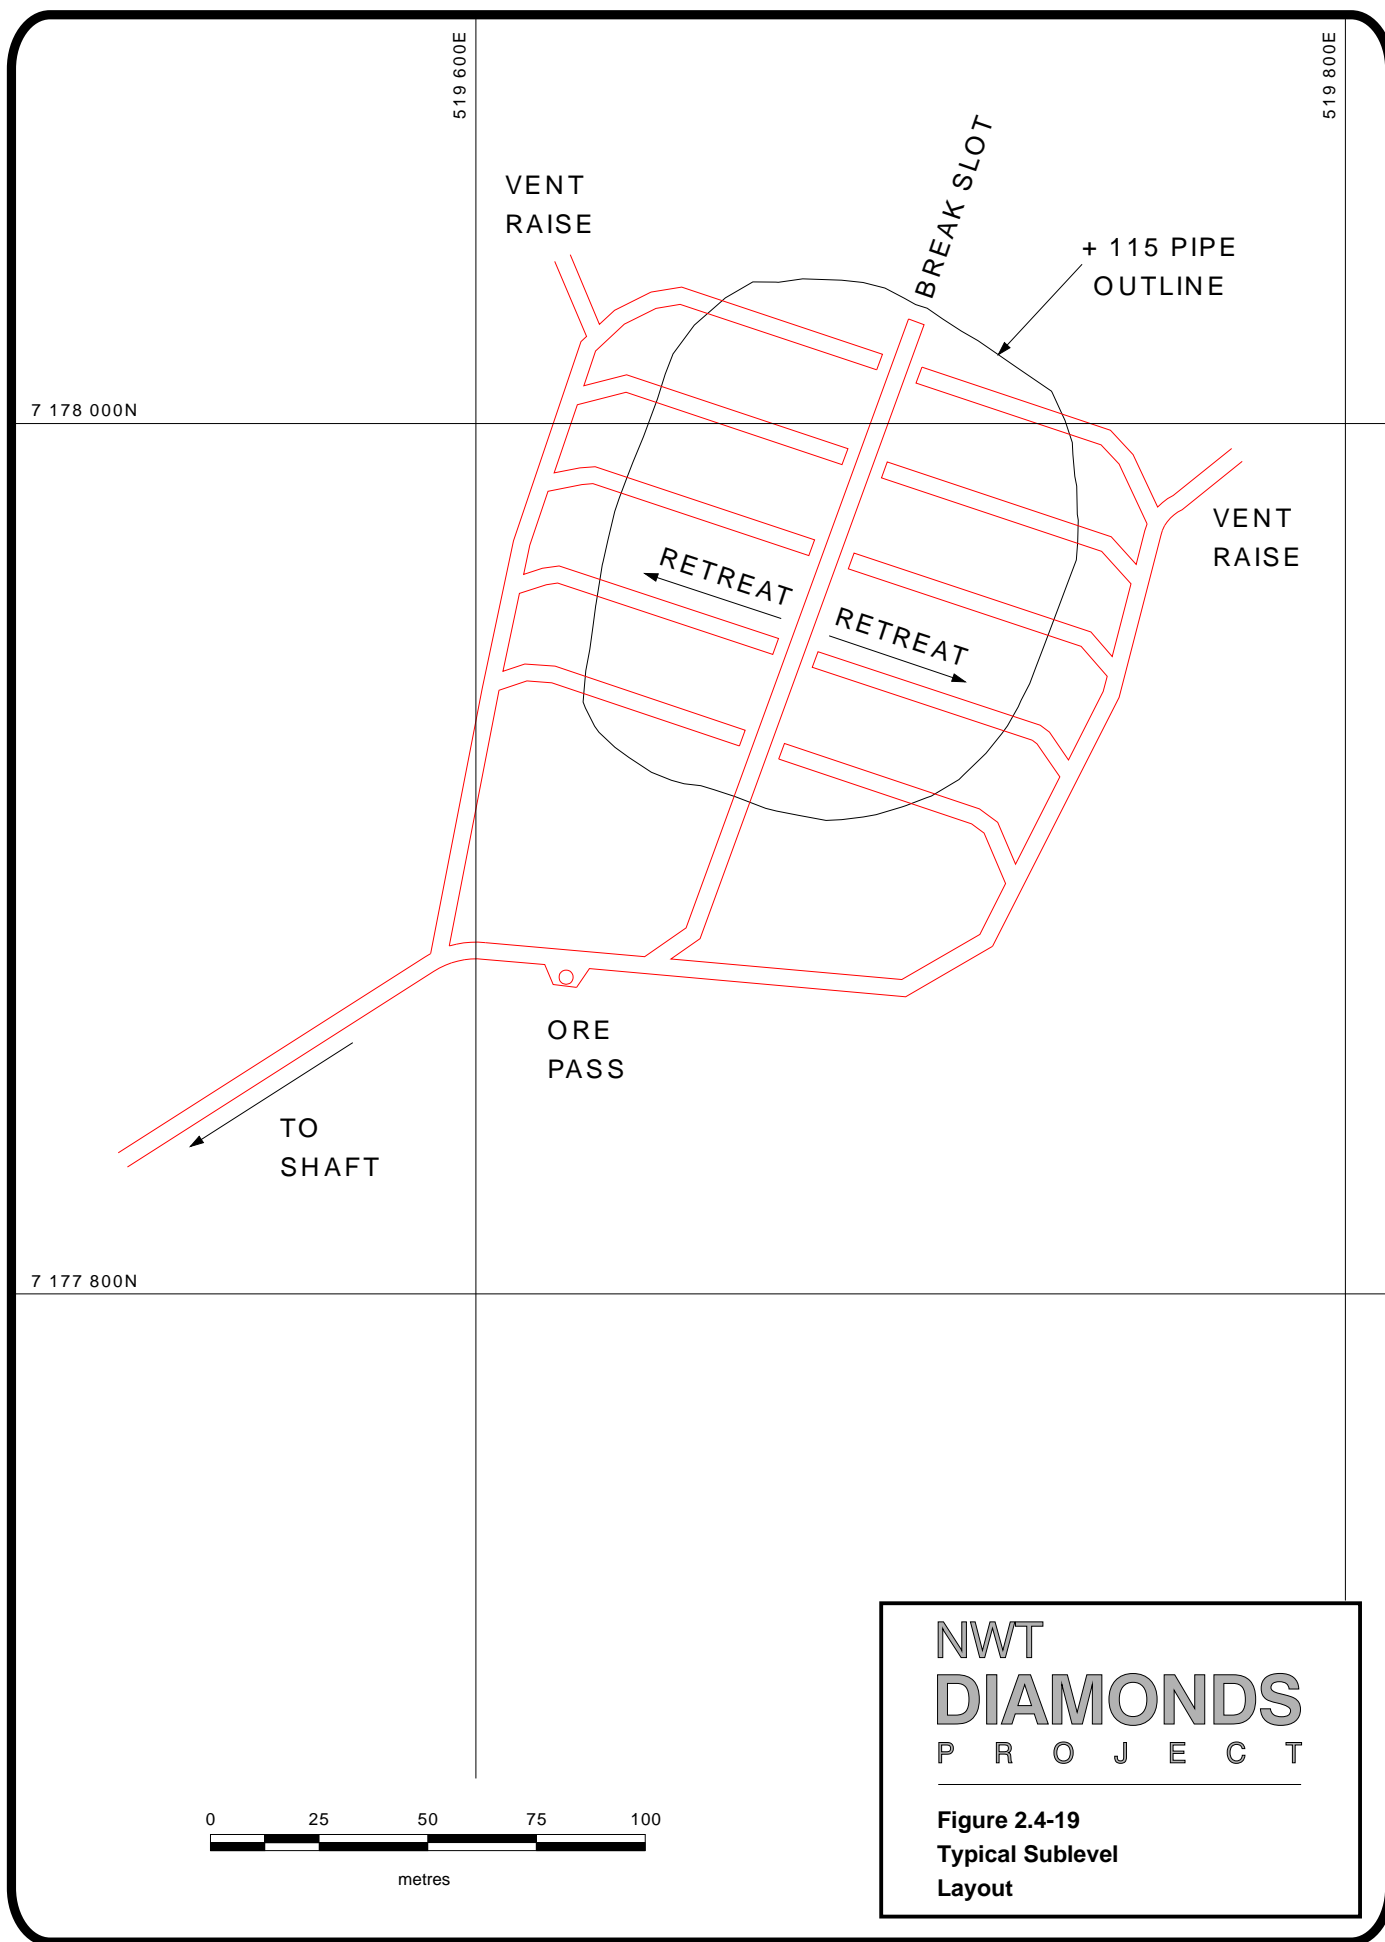 519 600E
519 800E
BREAK SLOT
VENT
RAISE
+ 115 PIPE
OUTLINE
7 178 000N
VENT
RAISE
RETREAT
RETREAT
ORE
PASS
TO
SHAFT
7 177 800N
NWT
DIAMONDS
PROJECT
Figure 2.4-19
Typical Sublevel
Layout
0 25 50 75 100
metres